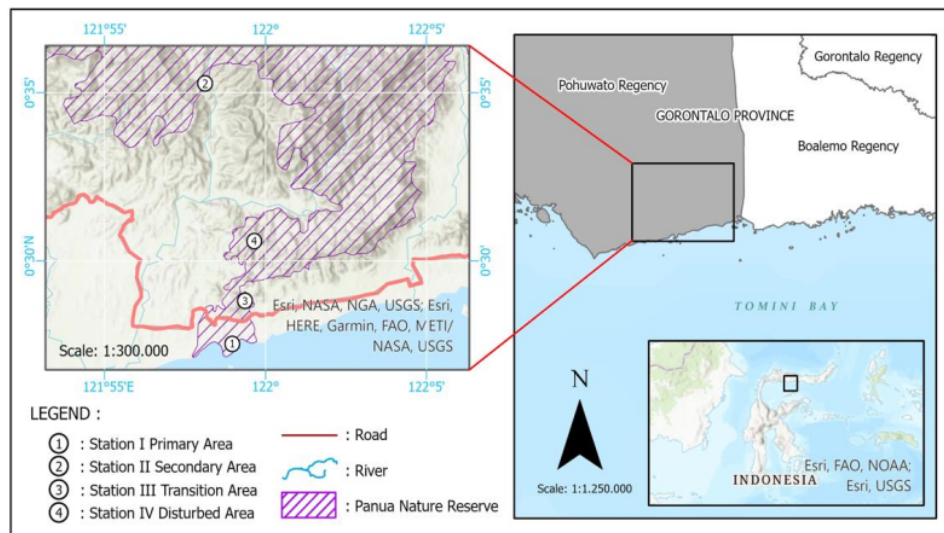 121°55'
122°
122°5'
0°35'
0°35'
2
4
0°30'N
0°30'
3
Esri, NASA, NGA, USGS; Esri,
HERE, Garmin, FAO, METI/
NASA, USGS
1
Scale: 1:300.000
121°55'E
122°
122°5'
LEGEND :
1 : Station I Primary Area
2 : Station II Secondary Area
3 : Station III Transition Area
4 : Station IV Disturbed Area
: Road
: River
: Panua Nature Reserve
Gorontalo Regency
Pohuwato Regency
GORONTALO PROVINCE
Boalemo Regency
TOMINI BAY
N
Scale: 1:1.250.000
Esri, FAO, NOAA;
INDONESIA
Esri, USGS